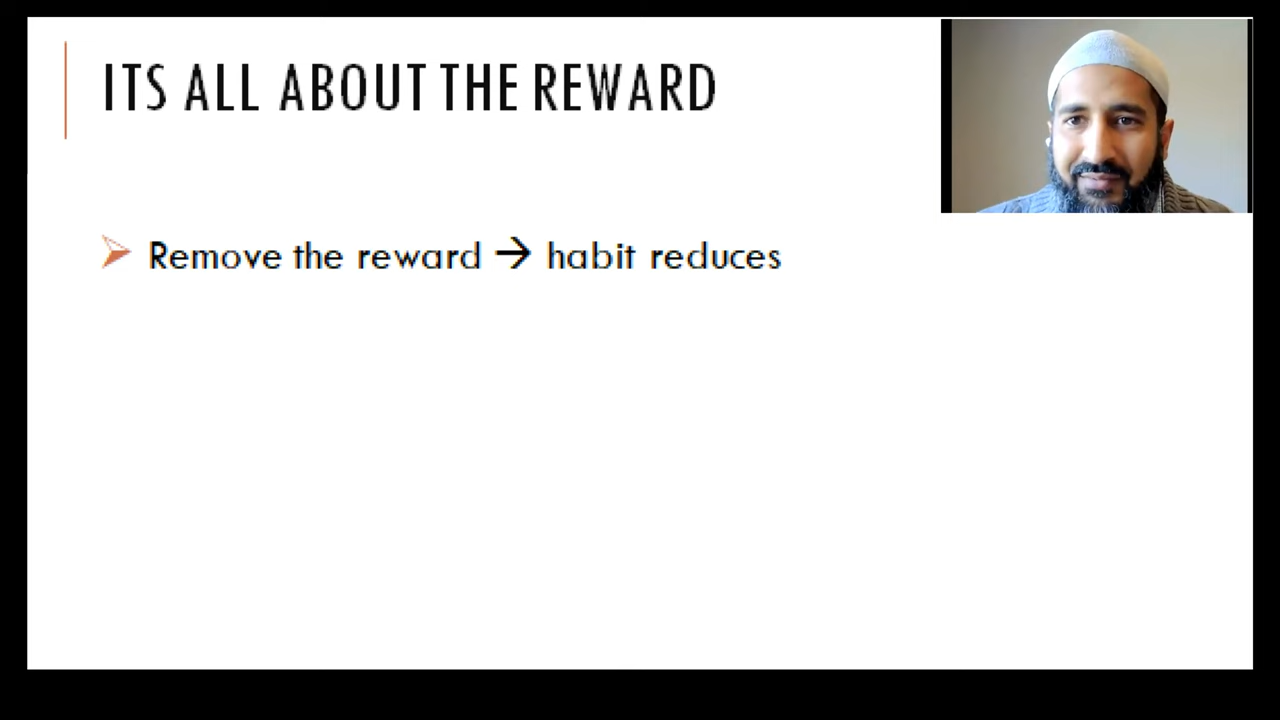 ITS ALL ABOUT THE REWARD
Remove the reward → habit reduces